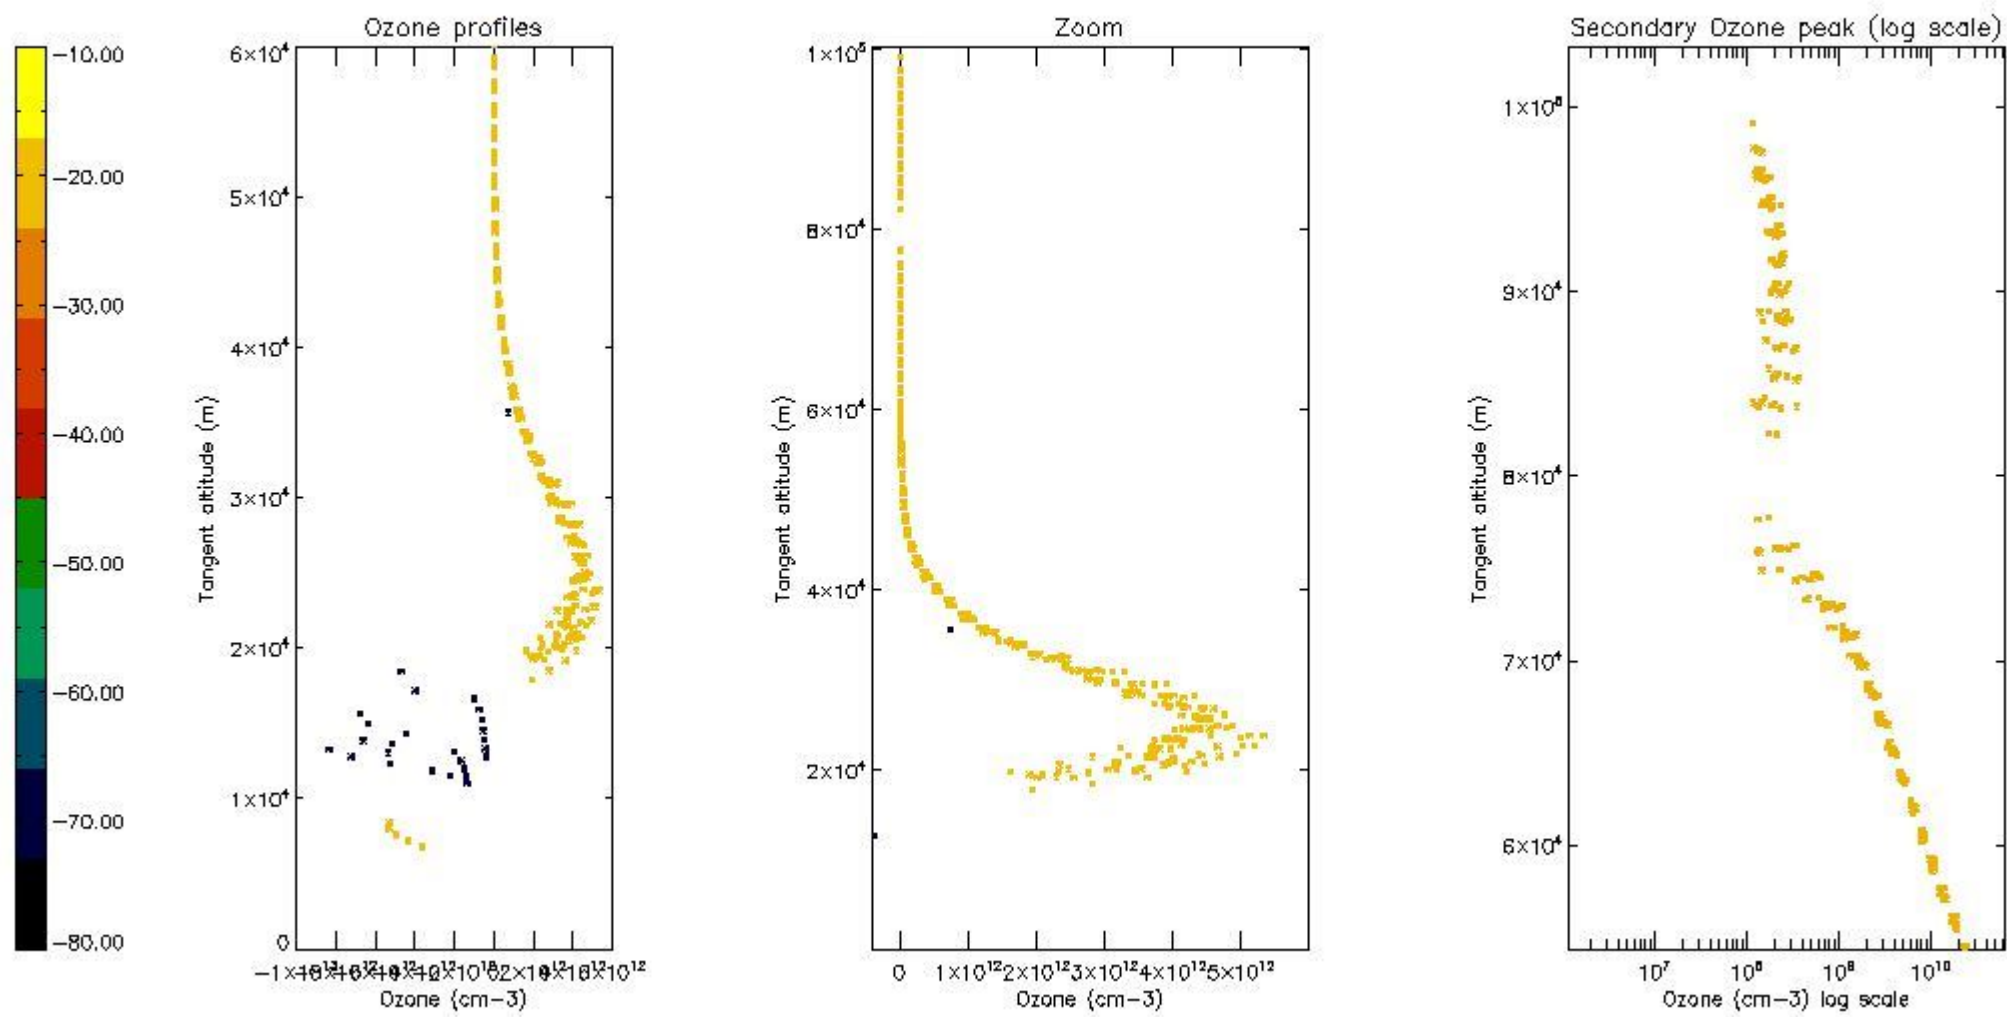 Ozone profiles
Zoom
Secondary Ozone peak (log scale)
−10.00
−20.00
−30.00
−40.00
−50.00
−60.00
−70.00
−80.00
6×10⁴
5×10⁴
4×10⁴
3×10⁴
2×10⁴
1×10⁴
0
Tangent altitude (m)
Ozone (cm−3)
1×10⁵
8×10⁴
6×10⁴
4×10⁴
2×10⁴
Tangent altitude (m)
0 1×10¹² 2×10¹² 3×10¹² 4×10¹² 5×10¹²
Ozone (cm−3)
9×10⁴
8×10⁴
7×10⁴
6×10⁴
Tangent altitude (m)
10⁷ 10⁸ 10⁹ 10¹⁰
Ozone (cm−3) log scale